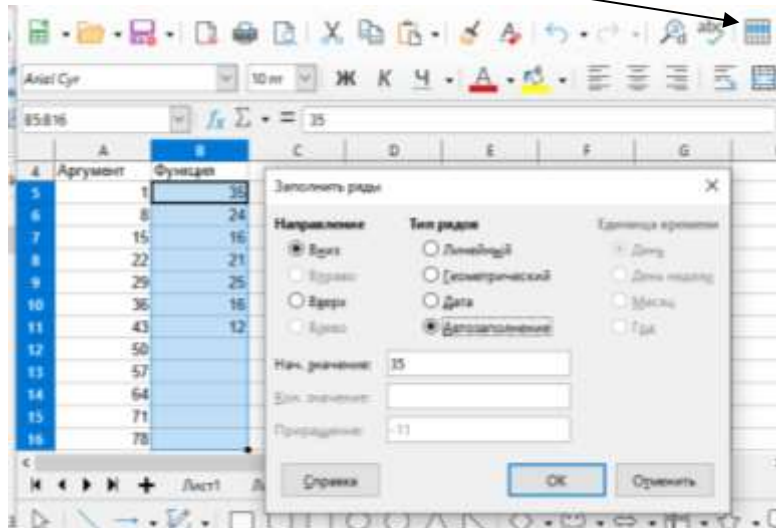 abc
Arial Cyr 10 пт Ж К Ч A
B5:B16 fx Σ = 35
A B C D E F G
4 Аргумент Функция
5 1 35
6 8 24
7 15 16
8 22 21
9 29 25
10 36 16
11 43 12
12 50
13 57
14 64
15 71
16 78
Лист1
Заполнить ряды
Направление Тип рядов Единица времени
Вниз Линейный День
Вправо Геометрический День недели
Вверх Дата Месяц
Влево Автозаполнение Год
Нач. значение: 35
Кон. значение:
Приращение: -11
Справка OK Отменить